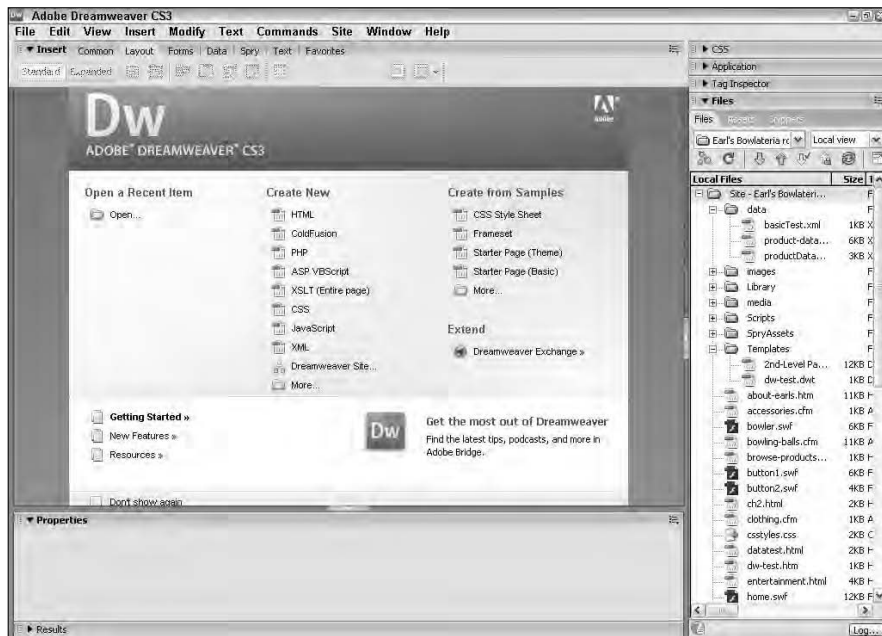 Adobe Dreamweaver CS3
File Edit View Insert Modify Text Commands Site Window Help
Insert Common Layout Forms Data Spry Text Favorites
Standard Expanded
Dw
ADOBE® DREAMWEAVER® CS3
Adobe
Open a Recent Item
Open...
Create New
HTML
ColdFusion
PHP
ASP VBScript
XSLT (Entire page)
CSS
JavaScript
XML
Dreamweaver Site...
More...
Create from Samples
CSS Style Sheet
Frameset
Starter Page (Theme)
Starter Page (Basic)
More...
Extend
Dreamweaver Exchange »
Getting Started »
New Features »
Resources »
Dw
Get the most out of Dreamweaver
Find the latest tips, podcasts, and more in
Adobe Bridge.
Don't show again
Properties
Results
CSS
Application
Tag Inspector
Files
Files Assets Snippets
Earl's Bowlateria Local view
Local Files Size
Site - Earl's Bowlateri... F
data F
basicTest.xml 1KB X
product-data... 6KB X
productData... 3KB X
images F
Library F
media F
Scripts F
SpryAssets F
Templates F
2nd-Level Pa... 12KB D
dw-test.dwt 1KB D
about-earls.htm 11KB H
accessories.cfm 1KB A
bowler.swf 6KB F
bowling-balls.cfm 11KB A
browse-products... 1KB H
button1.swf 6KB F
button2.swf 4KB F
ch2.html 2KB H
clothing.cfm 1KB A
csstyles.css 2KB C
datatest.html 2KB H
dw-test.htm 1KB H
entertainment.html 4KB H
home.swf 12KB F
Log...